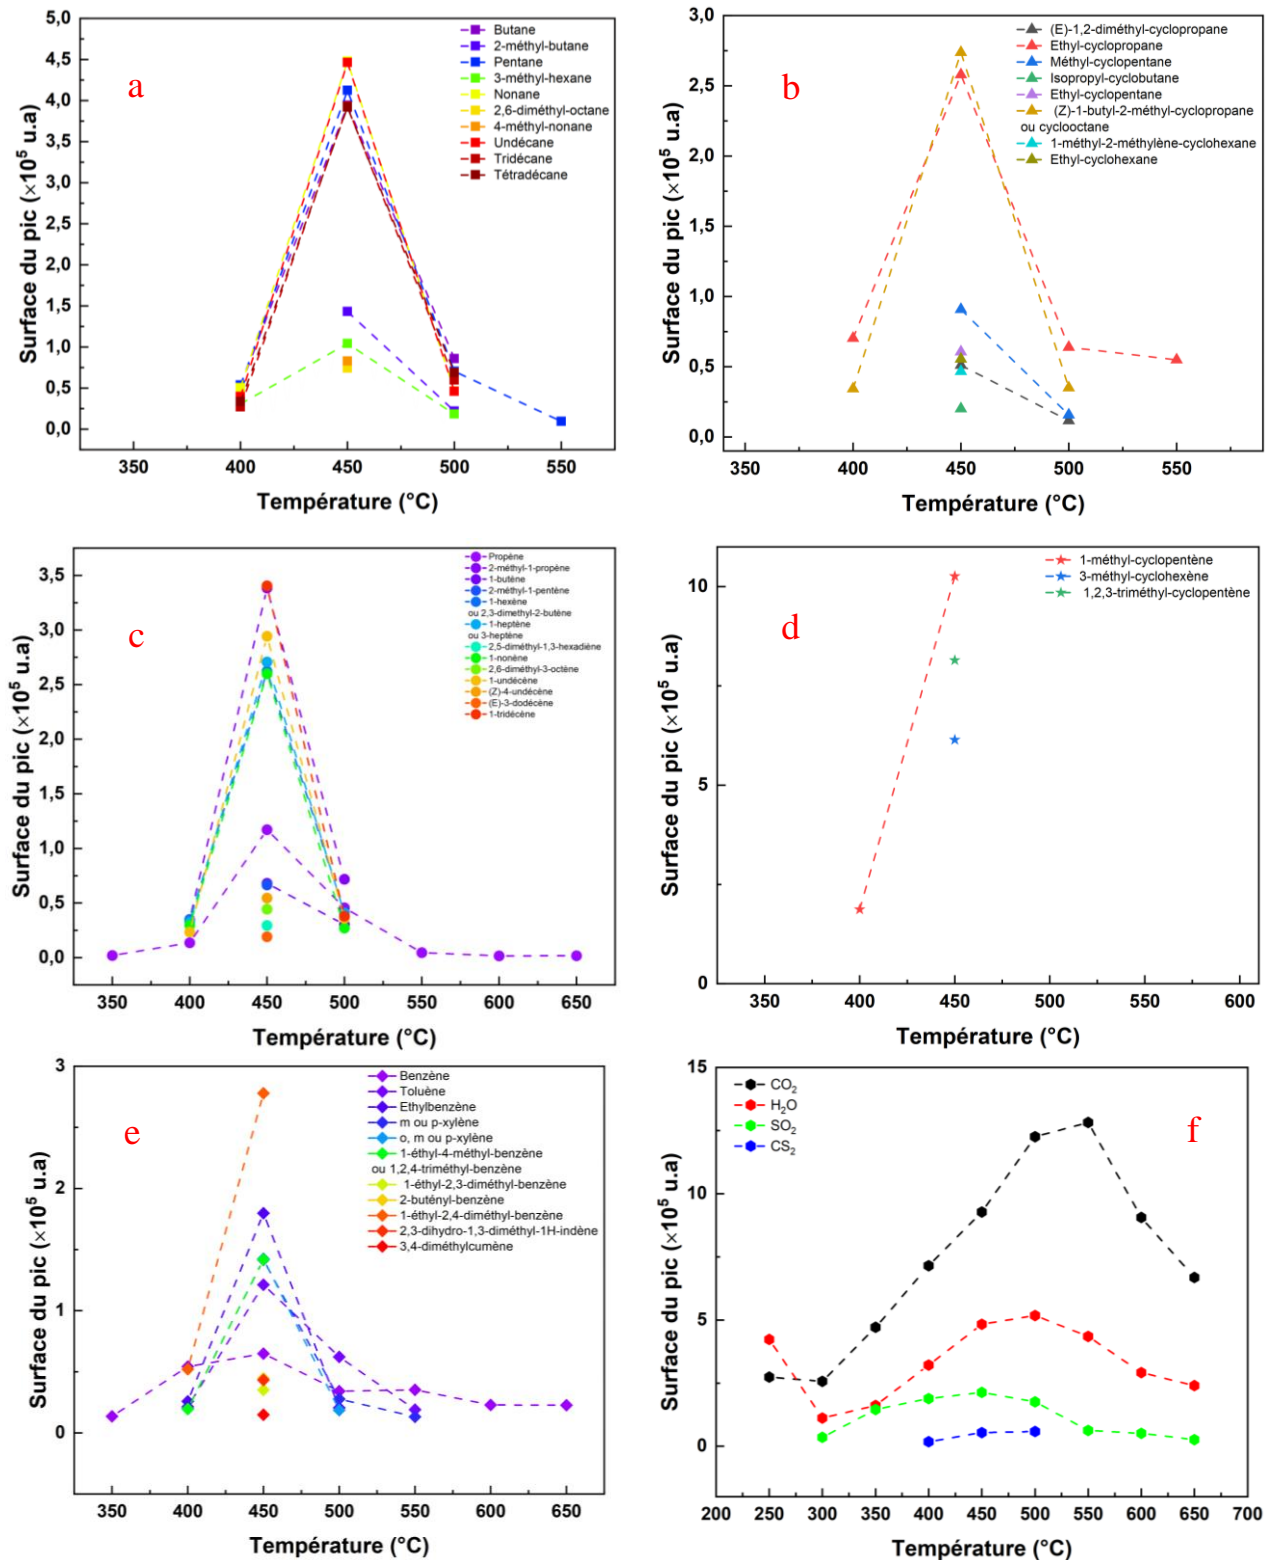 a
Surface du pic (×10⁵ u.a)
5,0
4,5
4,0
3,5
3,0
2,5
2,0
1,5
1,0
0,5
0,0
Butane
2-méthyl-butane
Pentane
3-méthyl-hexane
Nonane
2,6-diméthyl-octane
4-méthyl-nonane
Undécane
Tridécane
Tétradécane
350 400 450 500 550
Température (°C)
b
Surface du pic (×10⁵ u.a)
3,0
2,5
2,0
1,5
1,0
0,5
0,0
(E)-1,2-diméthyl-cyclopropane
Ethyl-cyclopropane
Méthyl-cyclopentane
Isopropyl-cyclobutane
Ethyl-cyclopentane
(Z)-1-butyl-2-méthyl-cyclopropane
ou cyclooctane
1-méthyl-2-méthylène-cyclohexane
Ethyl-cyclohexane
350 400 450 500 550
Température (°C)
c
Surface du pic (×10⁵ u.a)
3,5
3,0
2,5
2,0
1,5
1,0
0,5
0,0
Propène
2-méthyl-1-propène
1-butène
2-méthyl-1-pentène
1-hexène
ou 2,3-dimethyl-2-butène
1-heptène
ou 3-heptène
2,5-diméthyl-1,3-hexadiène
1-nonène
2,6-diméthyl-3-octène
1-undécène
(Z)-4-undécène
(E)-3-dodécène
1-tridécène
350 400 450 500 550 600 650
Température (°C)
d
Surface du pic (×10⁵ u.a)
10
5
0
1-méthyl-cyclopentène
3-méthyl-cyclohexène
1,2,3-triméthyl-cyclopentène
350 400 450 500 550 600
Température (°C)
e
Surface du pic (×10⁵ u.a)
3
2
1
0
Benzène
Toluène
Ethylbenzène
m ou p-xylène
o, m ou p-xylène
1-éthyl-4-méthyl-benzène
ou 1,2,4-triméthyl-benzène
1-éthyl-2,3-diméthyl-benzène
2-butényl-benzène
1-éthyl-2,4-diméthyl-benzène
2,3-dihydro-1,3-diméthyl-1H-indène
3,4-diméthylcumène
350 400 450 500 550 600 650
Température (°C)
f
Surface du pic (×10⁵ u.a)
15
10
5
0
CO₂
H₂O
SO₂
CS₂
200 250 300 350 400 450 500 550 600 650 700
Température (°C)